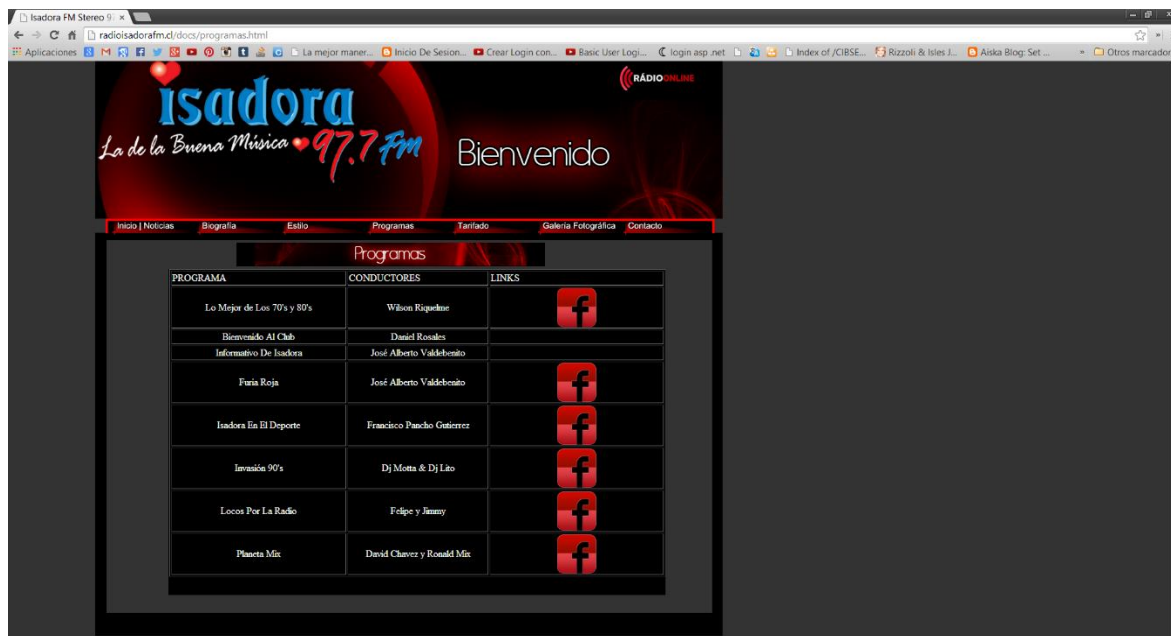 Isadora FM Stereo 97
radioisadorafm.cl/docs/programas.html
Aplicaciones La mejor maner... Inicio De Sesion... Crear Login con... Basic User Logi... login asp .net Index of /CIBSE... Rizzoli & Isles J... Aiska Blog: Set ... » Otros marcador
RÁDIOONLINE
isadora
La de la Buena Música 97.7 Fm
Bienvenido
Inicio | Noticias Biografía Estilo Programas Tarifado Galería Fotográfica Contacto
Programas
PROGRAMA CONDUCTORES LINKS
Lo Mejor de Los 70's y 80's Wilson Riquelme
Bienvenido Al Club Daniel Rosales
Informativo De Isadora José Alberto Valdebenito
Furia Roja José Alberto Valdebenito
Isadora En El Deporte Francisco Pancho Gutierrez
Invasión 90's Dj Motta & Dj Lito
Locos Por La Radio Felipe y Jimmy
Planeta Mix David Chavez y Ronald Mix